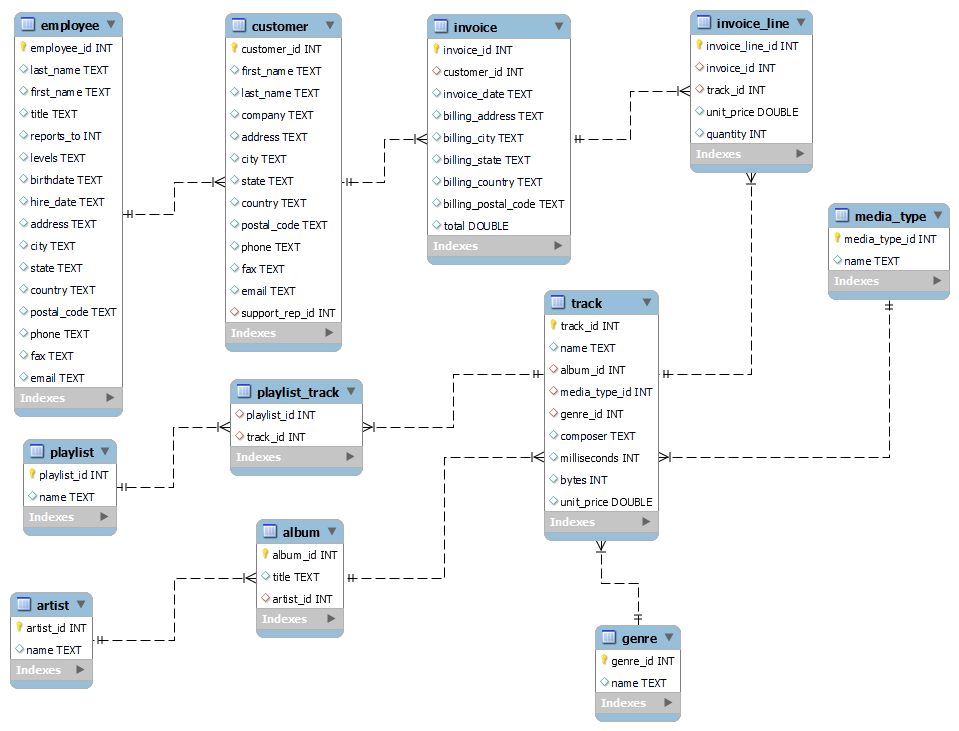 employee
employee_id INT
last_name TEXT
first_name TEXT
title TEXT
reports_to INT
levels TEXT
birthdate TEXT
hire_date TEXT
address TEXT
city TEXT
state TEXT
country TEXT
postal_code TEXT
phone TEXT
fax TEXT
email TEXT
Indexes
customer
customer_id INT
first_name TEXT
last_name TEXT
company TEXT
address TEXT
city TEXT
state TEXT
country TEXT
postal_code TEXT
phone TEXT
fax TEXT
email TEXT
support_rep_id INT
Indexes
invoice
invoice_id INT
customer_id INT
invoice_date TEXT
billing_address TEXT
billing_city TEXT
billing_state TEXT
billing_country TEXT
billing_postal_code TEXT
total DOUBLE
Indexes
invoice_line
invoice_line_id INT
invoice_id INT
track_id INT
unit_price DOUBLE
quantity INT
Indexes
media_type
media_type_id INT
name TEXT
Indexes
track
track_id INT
name TEXT
album_id INT
media_type_id INT
genre_id INT
composer TEXT
milliseconds INT
bytes INT
unit_price DOUBLE
Indexes
playlist_track
playlist_id INT
track_id INT
Indexes
playlist
playlist_id INT
name TEXT
Indexes
album
album_id INT
title TEXT
artist_id INT
Indexes
artist
artist_id INT
name TEXT
Indexes
genre
genre_id INT
name TEXT
Indexes